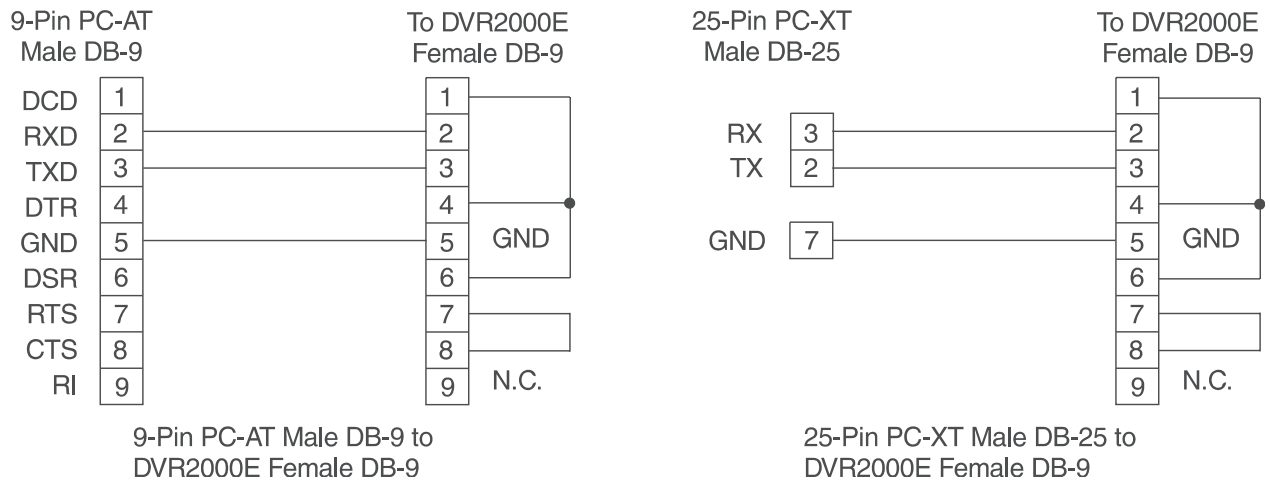 9-Pin PC-AT
Male DB-9
To DVR2000E
Female DB-9
DCD 1 1
RXD 2 2
TXD 3 3
DTR 4 4
GND 5 5 GND
DSR 6 6
RTS 7 7
CTS 8 8
RI 9 9 N.C.
9-Pin PC-AT Male DB-9 to
DVR2000E Female DB-9
25-Pin PC-XT
Male DB-25
To DVR2000E
Female DB-9
1
RX 3 2
TX 2 3
4
GND 7 5 GND
6
7
8
9 N.C.
25-Pin PC-XT Male DB-25 to
DVR2000E Female DB-9